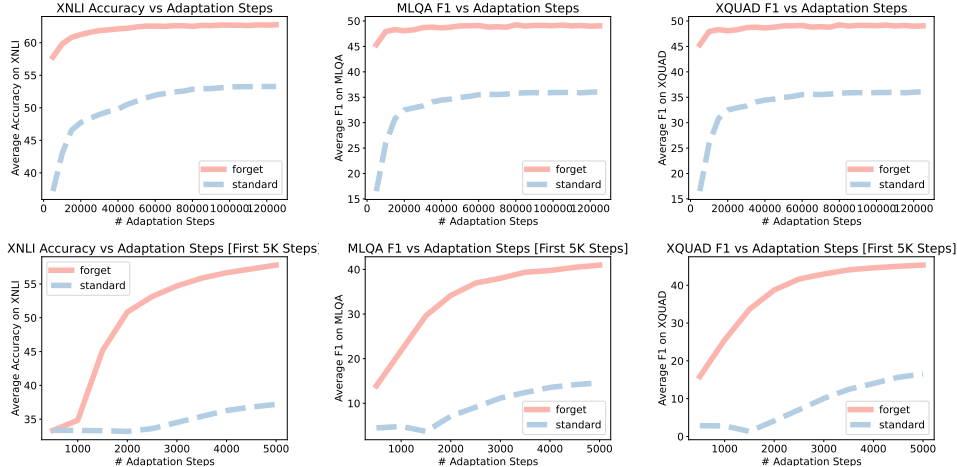 XNLI Accuracy vs Adaptation Steps
Average Accuracy on XNLI
60
55
50
45
40
forget
standard
0 20000 40000 60000 80000 100000 120000
# Adaptation Steps
MLQA F1 vs Adaptation Steps
Average F1 on MLQA
50
45
40
35
30
25
20
15
forget
standard
0 20000 40000 60000 80000 100000 120000
# Adaptation Steps
XQUAD F1 vs Adaptation Steps
Average F1 on XQUAD
50
45
40
35
30
25
20
15
forget
standard
0 20000 40000 60000 80000 100000 120000
# Adaptation Steps
XNLI Accuracy vs Adaptation Steps [First 5K Steps]
Average Accuracy on XNLI
55
50
45
40
35
forget
standard
1000 2000 3000 4000 5000
# Adaptation Steps
MLQA F1 vs Adaptation Steps [First 5K Steps]
Average F1 on MLQA
40
30
20
10
forget
standard
1000 2000 3000 4000 5000
# Adaptation Steps
XQUAD F1 vs Adaptation Steps [First 5K Steps]
Average F1 on XQUAD
40
30
20
10
0
forget
standard
1000 2000 3000 4000 5000
# Adaptation Steps